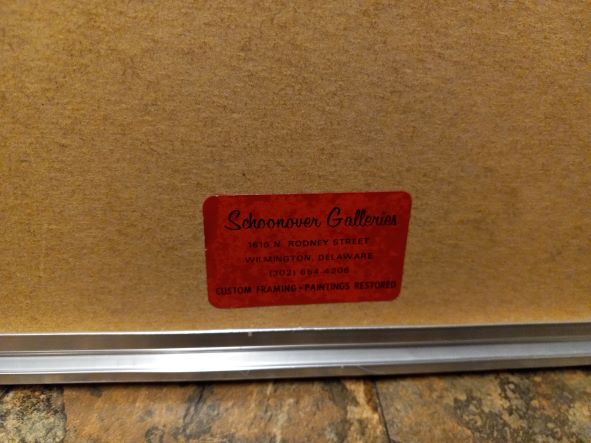 Schoonover Galleries
1616 N. RODNEY STREET
WILMINGTON, DELAWARE
(302) 654-4206
CUSTOM FRAMING-PAINTINGS RESTORED